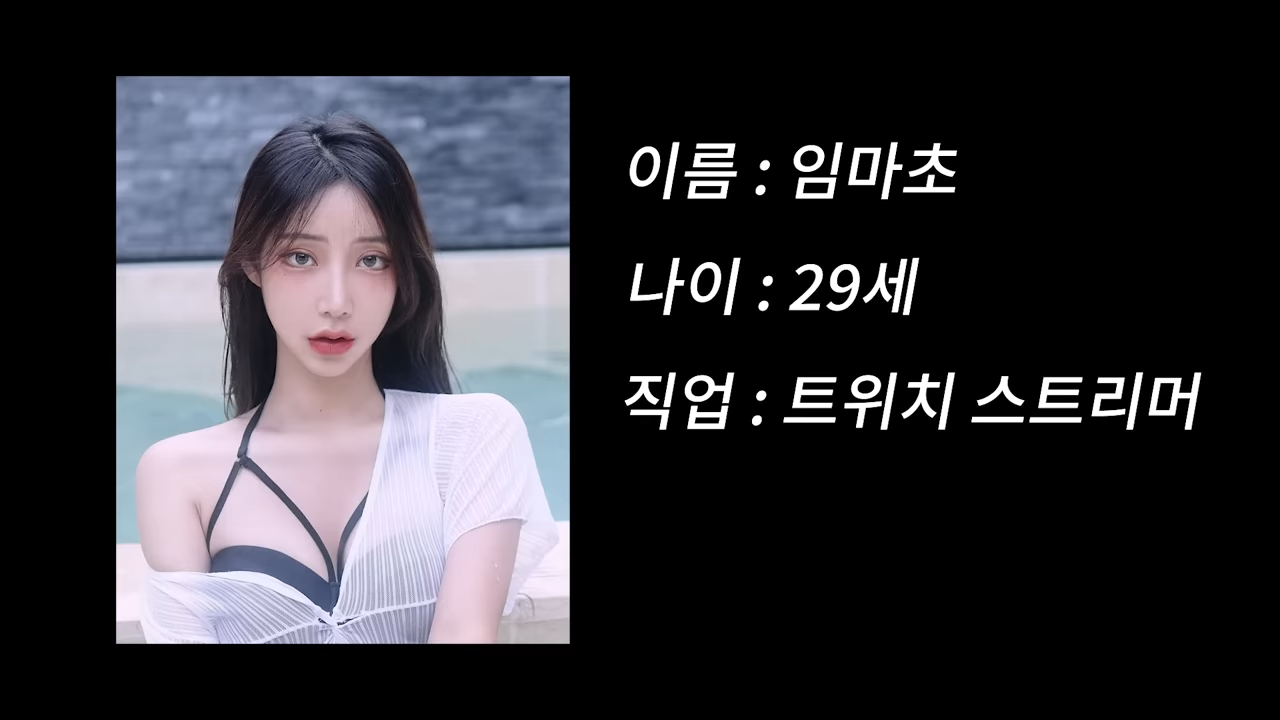 이름 : 임마초
나이 : 29세
직업 : 트위치 스트리머